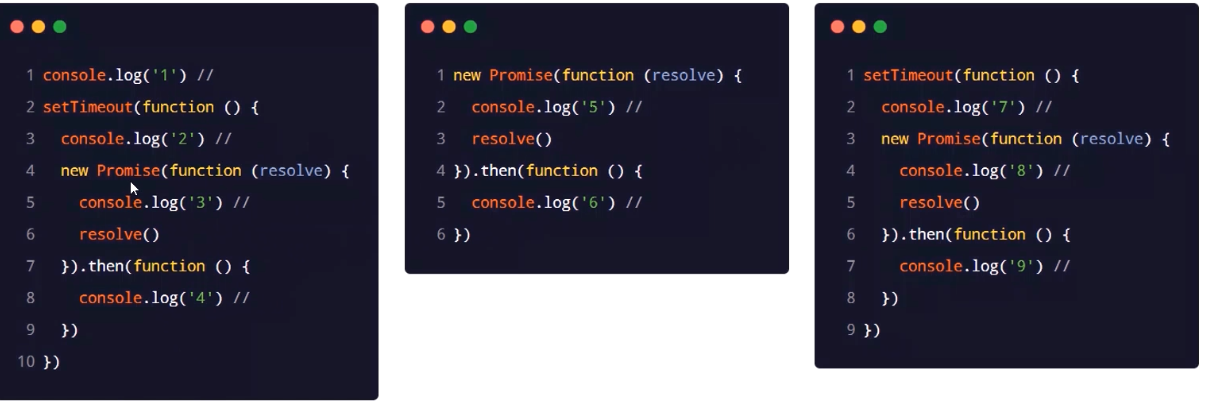 1 console.log('1') //
2 setTimeout(function () {
3   console.log('2') //
4   new Promise(function (resolve) {
5     console.log('3') //
6     resolve()
7   }).then(function () {
8     console.log('4') //
9   })
10 })
1 new Promise(function (resolve) {
2   console.log('5') //
3   resolve()
4 }).then(function () {
5   console.log('6') //
6 })
1 setTimeout(function () {
2   console.log('7') //
3   new Promise(function (resolve) {
4     console.log('8') //
5     resolve()
6   }).then(function () {
7     console.log('9') //
8   })
9 })